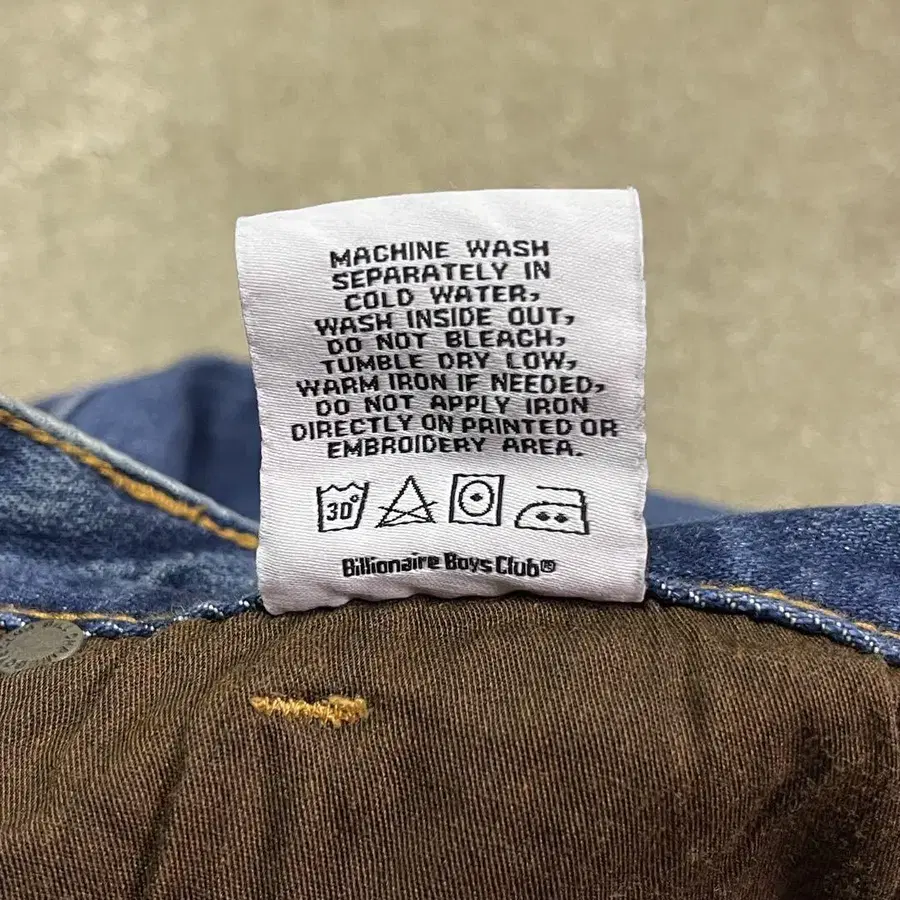 MACHINE WASH
SEPARATELY IN
COLD WATER,
WASH INSIDE OUT,
DO NOT BLEACH,
TUMBLE DRY LOW,
WARM IRON IF NEEDED,
DO NOT APPLY IRON
DIRECTLY ON PRINTED OR
EMBROIDERY AREA.
30°
Billionaire Boys Club®